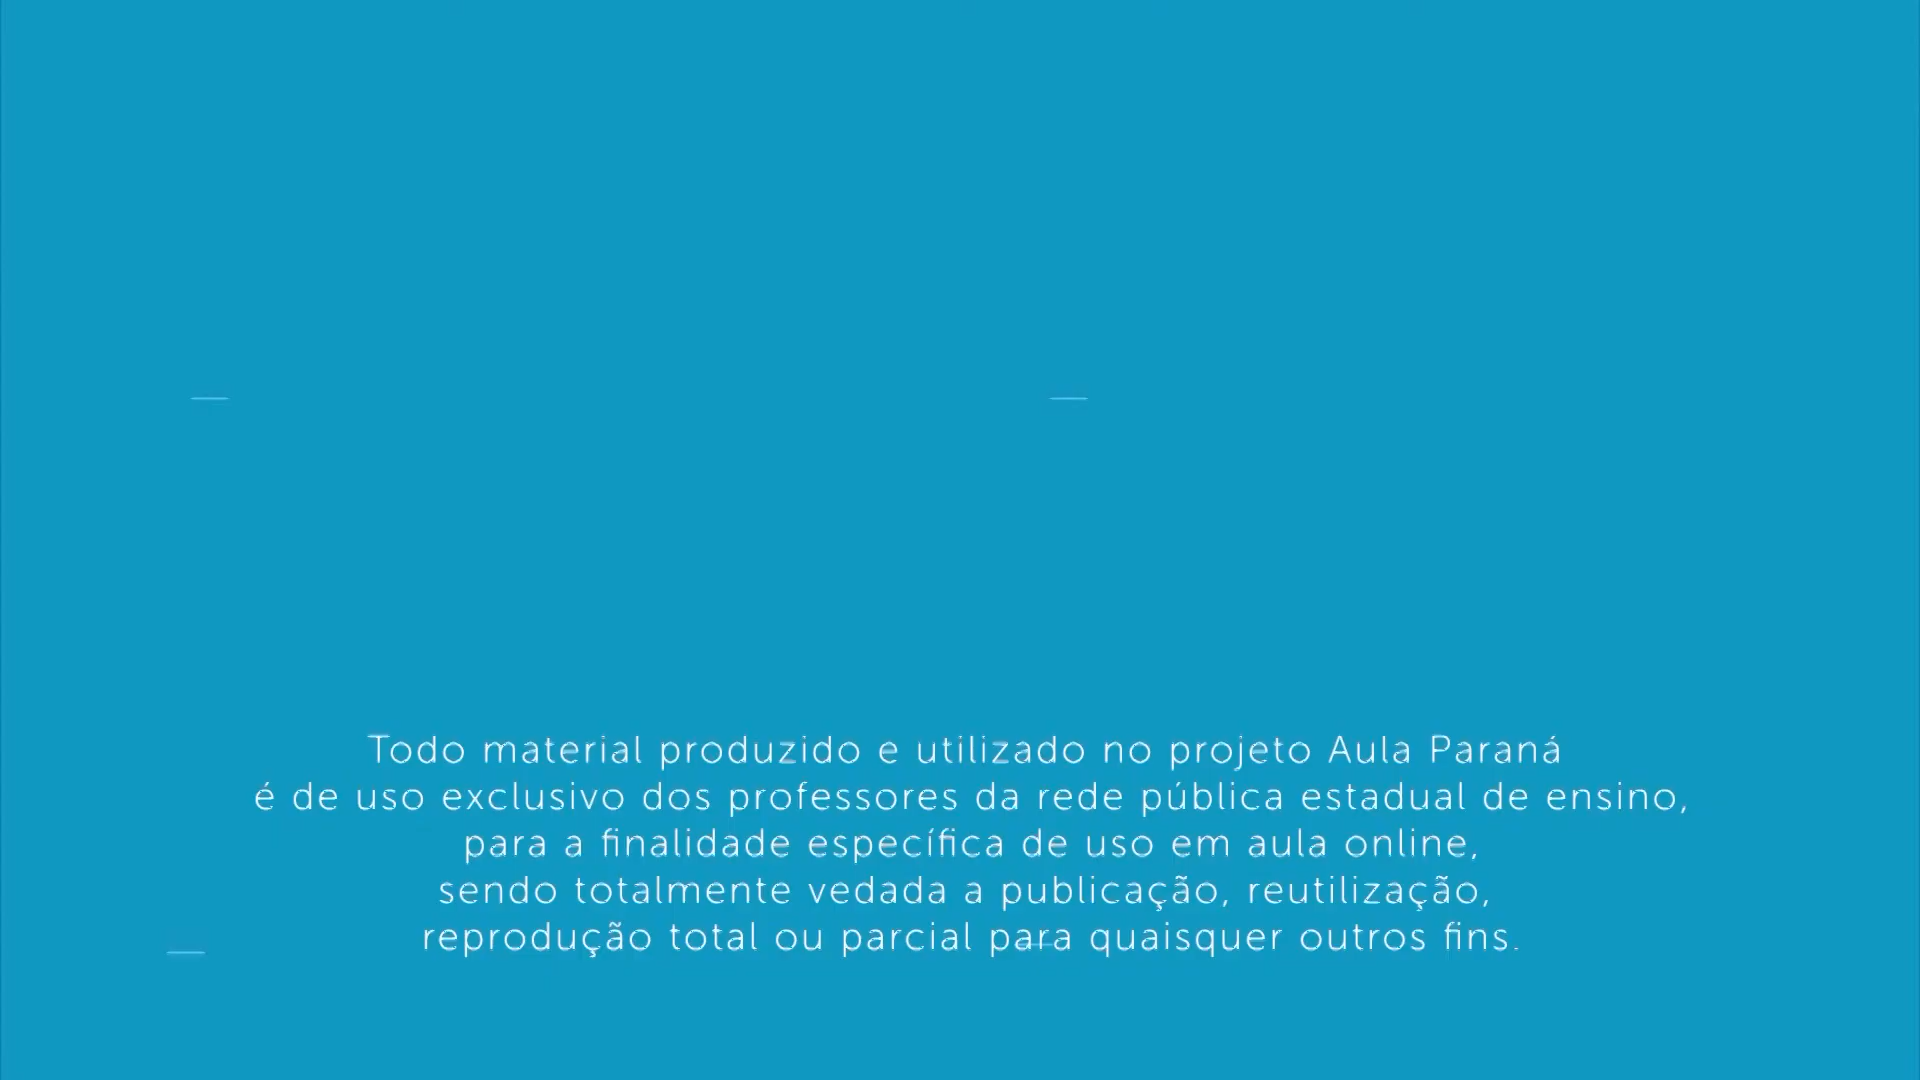 Todo material produzido e utilizado no projeto Aula Paraná
é de uso exclusivo dos professores da rede pública estadual de ensino,
para a finalidade específica de uso em aula online,
sendo totalmente vedada a publicação, reutilização,
reprodução total ou parcial para quaisquer outros fins.